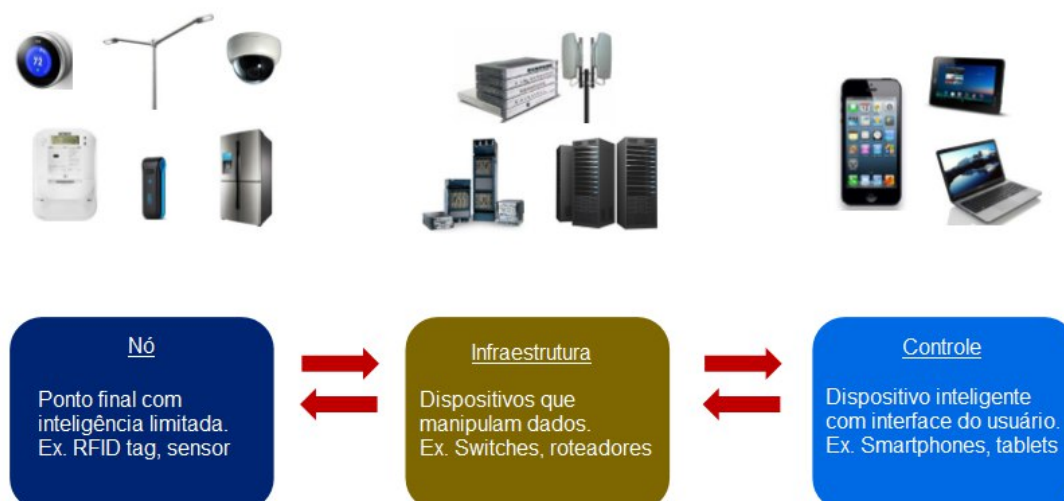 72
Nó
Ponto final com
inteligência limitada.
Ex. RFID tag, sensor
Infraestrutura
Dispositivos que
manipulam dados.
Ex. Switches, roteadores
Controle
Dispositivo inteligente
com interface do usuário.
Ex. Smartphones, tablets